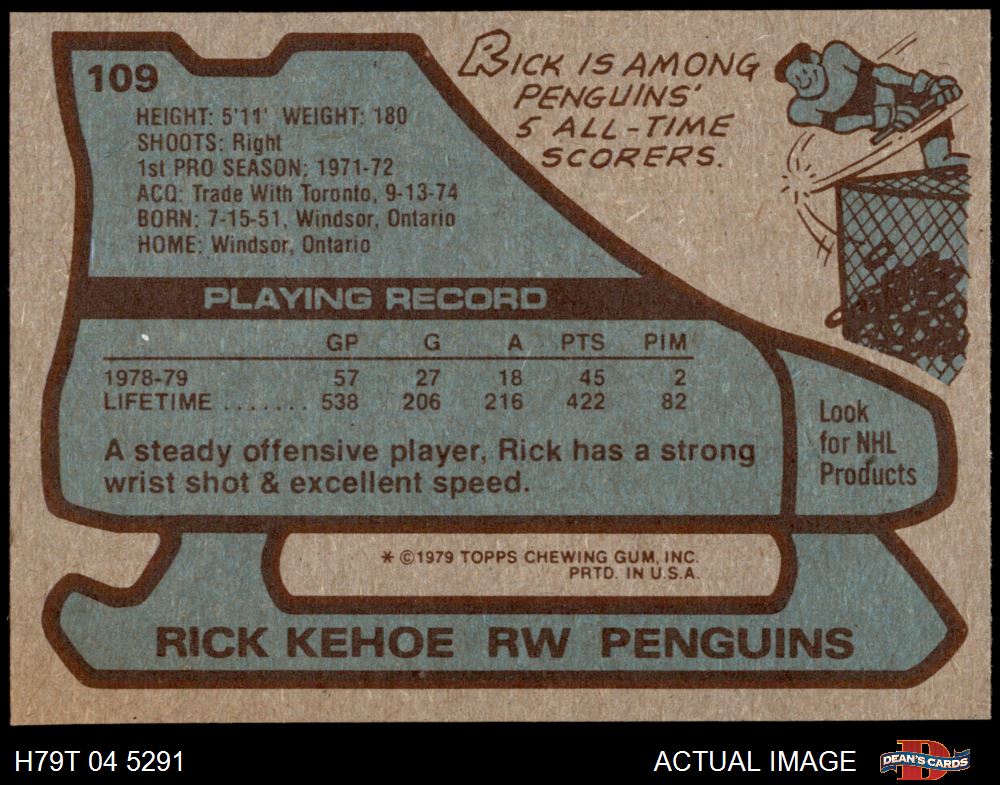 109
HEIGHT: 5'11' WEIGHT: 180
SHOOTS: Right
1st PRO SEASON: 1971-72
ACQ: Trade With Toronto, 9-13-74
BORN: 7-15-51, Windsor, Ontario
HOME: Windsor, Ontario
RICK IS AMONG
PENGUINS'
5 ALL-TIME
SCORERS.
PLAYING RECORD
GP G A PTS PIM
1978-79 57 27 18 45 2
LIFETIME ....... 538 206 216 422 82
A steady offensive player, Rick has a strong
wrist shot & excellent speed.
Look
for NHL
Products
* ©1979 TOPPS CHEWING GUM, INC.
PRTD. IN U.S.A.
RICK KEHOE RW PENGUINS
H79T 04 5291
ACTUAL IMAGE
D
DEAN'S CARDS